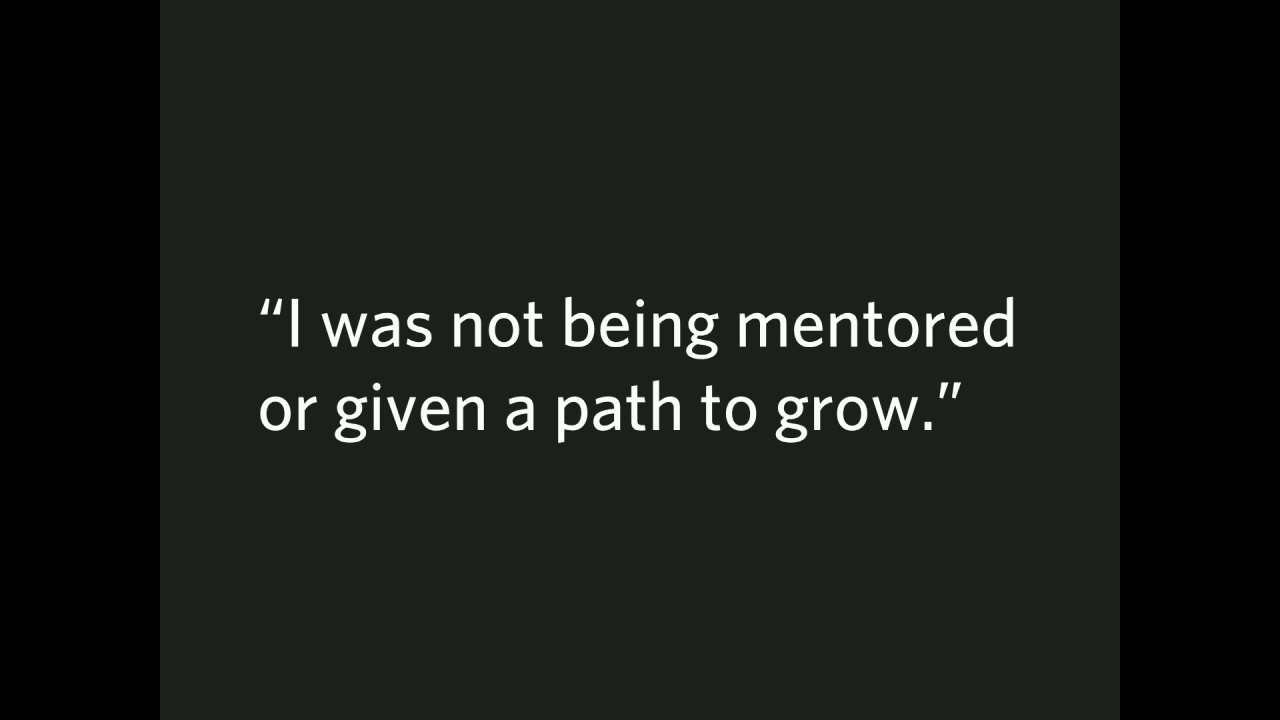 “I was not being mentored
or given a path to grow.”